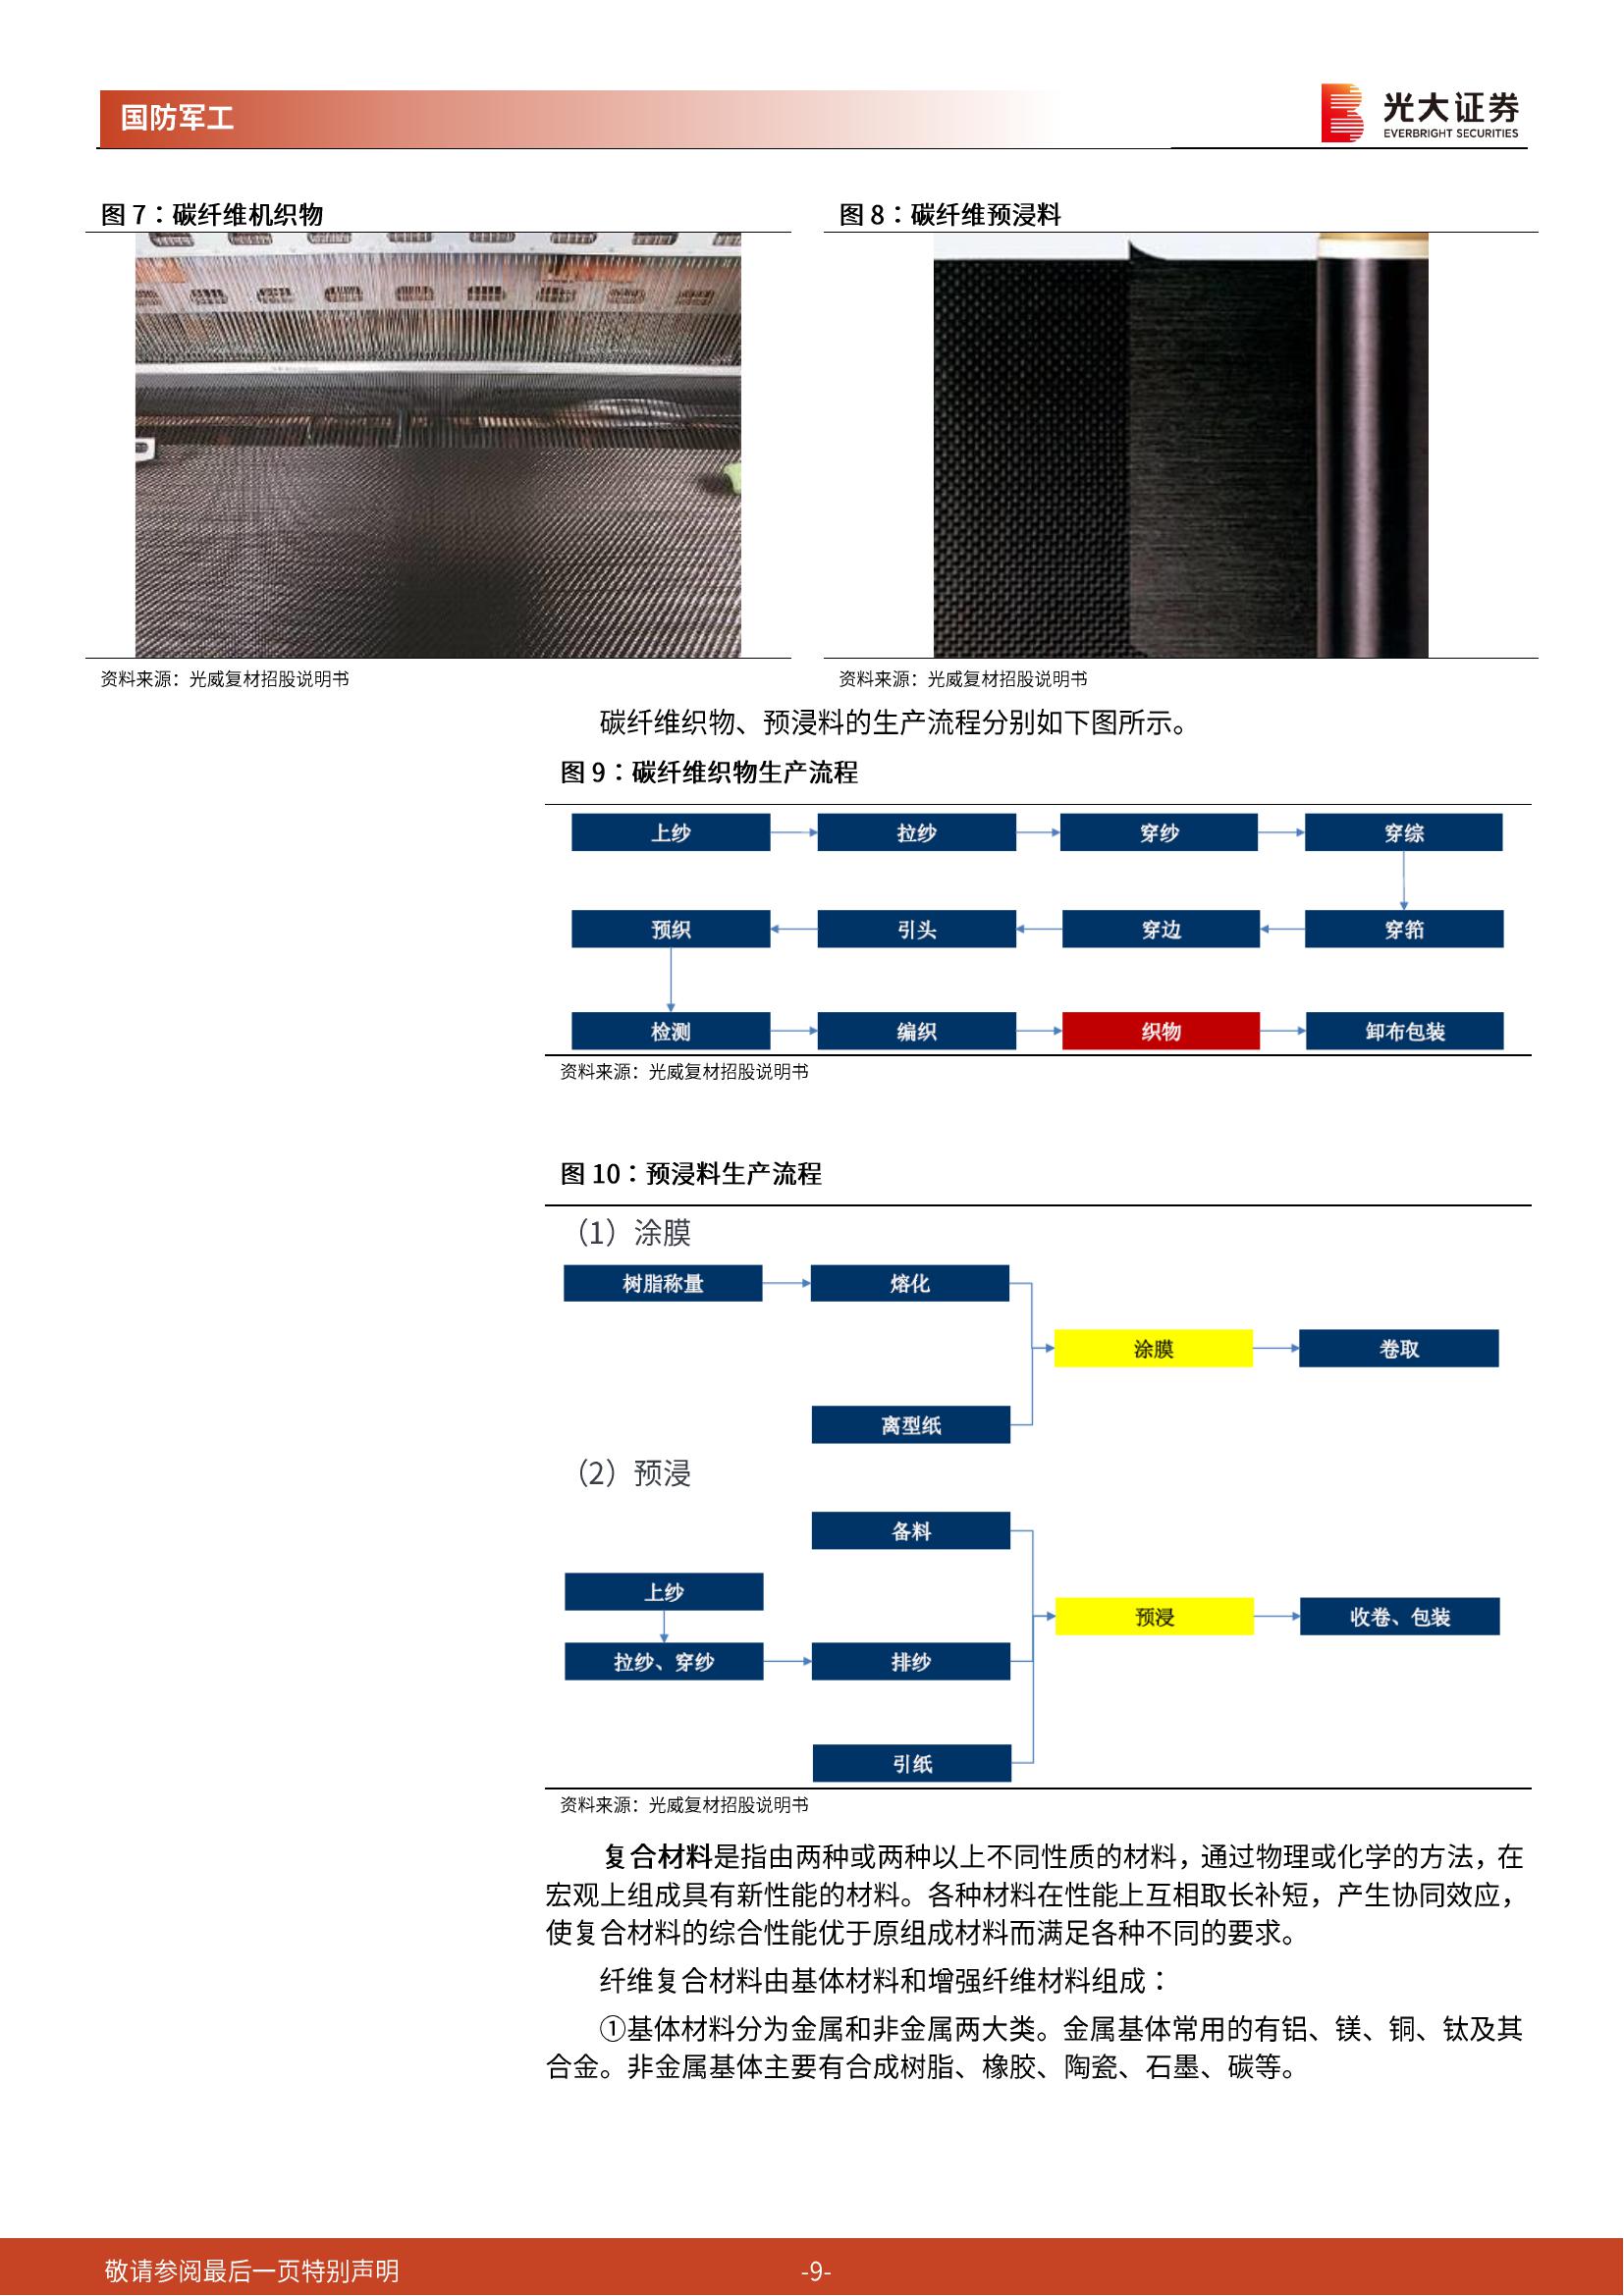 国防军工
光大证券
EVERBRIGHT SECURITIES
图 7：碳纤维机织物
图 8：碳纤维预浸料
资料来源：光威复材招股说明书
资料来源：光威复材招股说明书
碳纤维织物、预浸料的生产流程分别如下图所示。
图 9：碳纤维织物生产流程
上纱
拉纱
穿纱
穿综
预织
引头
穿边
穿筘
检测
编织
织物
卸布包装
资料来源：光威复材招股说明书
图 10：预浸料生产流程
（1）涂膜
树脂称量
熔化
涂膜
卷取
离型纸
（2）预浸
备料
上纱
预浸
收卷、包装
拉纱、穿纱
排纱
引纸
资料来源：光威复材招股说明书
复合材料是指由两种或两种以上不同性质的材料，通过物理或化学的方法，在
宏观上组成具有新性能的材料。各种材料在性能上互相取长补短，产生协同效应，
使复合材料的综合性能优于原组成材料而满足各种不同的要求。
纤维复合材料由基体材料和增强纤维材料组成：
①基体材料分为金属和非金属两大类。金属基体常用的有铝、镁、铜、钛及其
合金。非金属基体主要有合成树脂、橡胶、陶瓷、石墨、碳等。
敬请参阅最后一页特别声明
-9-